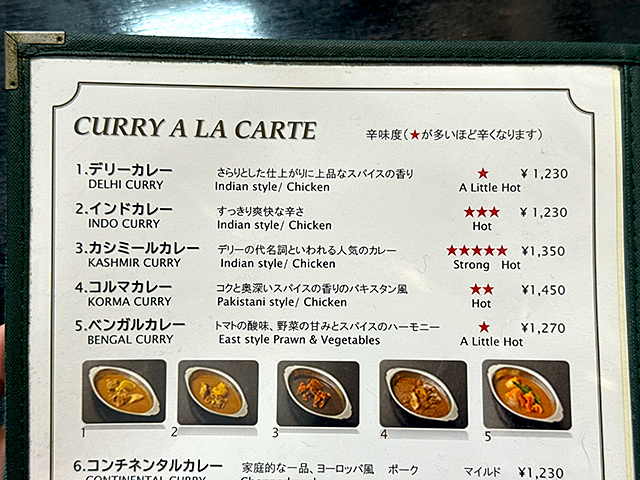 CURRY A LA CARTE
辛味度(★が多いほど辛くなります)
1.デリーカレー さらりとした仕上がりに上品なスパイスの香り ★ ¥ 1,230
DELHI CURRY Indian style/ Chicken A Little Hot
2.インドカレー すっきり爽快な辛さ ★★★ ¥ 1,230
INDO CURRY Indian style/ Chicken Hot
3.カシミールカレー デリーの代名詞といわれる人気のカレー ★★★★★ ¥1,350
KASHMIR CURRY Indian style/ Chicken Strong Hot
4.コルマカレー コクと奥深いスパイスの香りのパキスタン風 ★★ ¥1,450
KORMA CURRY Pakistani style/ Chicken Hot
5.ベンガルカレー トマトの酸味、野菜の甘みとスパイスのハーモニー ★ ¥1,270
BENGAL CURRY East style Prawn & Vegetables A Little Hot
1 2 3 4 5
6.コンチネンタルカレー 家庭的な一品、ヨーロッパ風 ポーク マイルド ¥1,230
CONTINENTAL CURRY